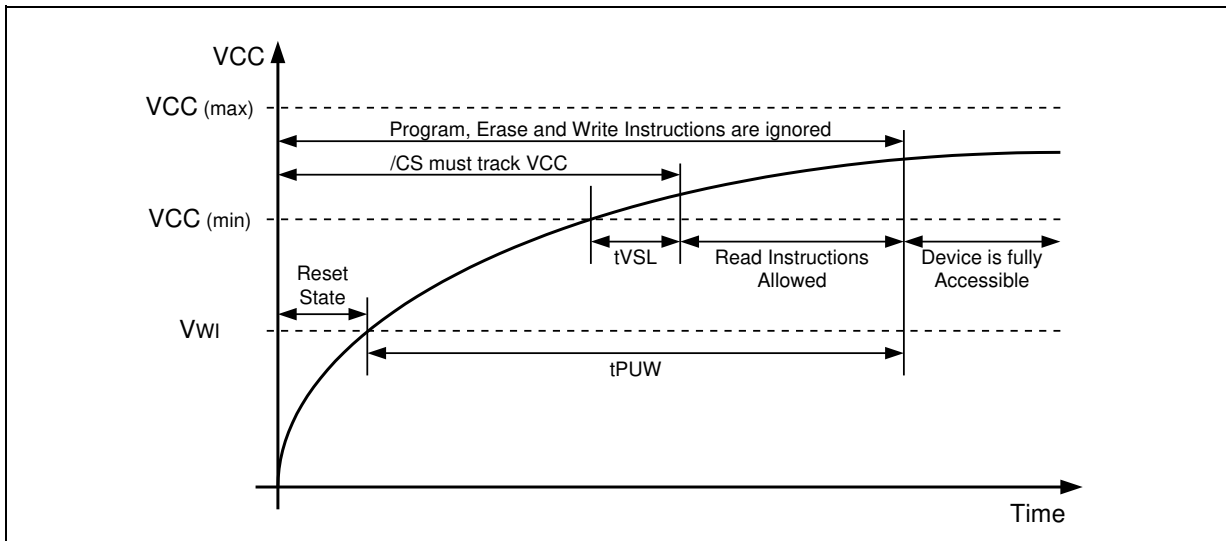 VCC
VCC (max)
Program, Erase and Write Instructions are ignored
/CS must track VCC
VCC (min)
tVSL
Read Instructions
Allowed
Device is fully
Accessible
Reset
State
VWI
tPUW
Time